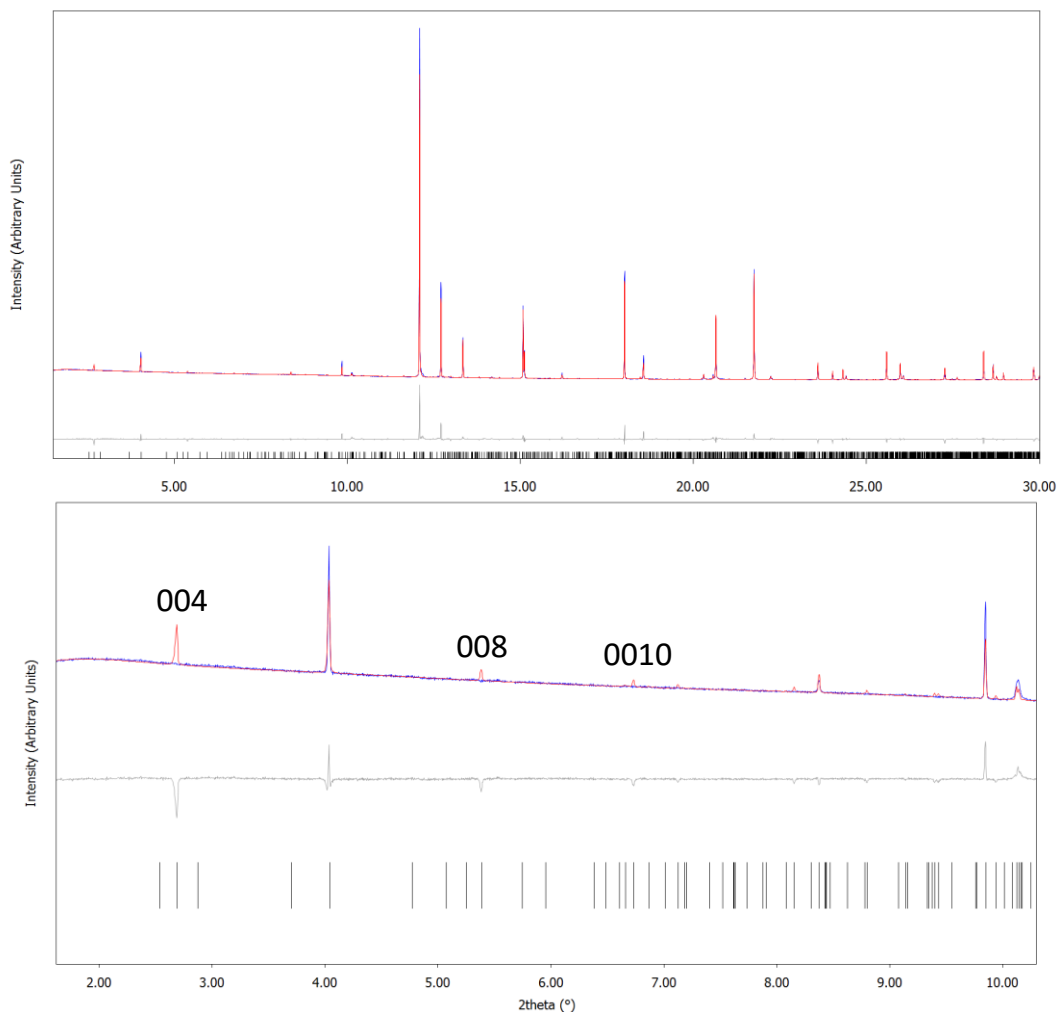 Intensity (Arbitrary Units)
5.00 10.00 15.00 20.00 25.00 30.00
Intensity (Arbitrary Units)
004
008
0010
2.00 3.00 4.00 5.00 6.00 7.00 8.00 9.00 10.00
2theta (°)